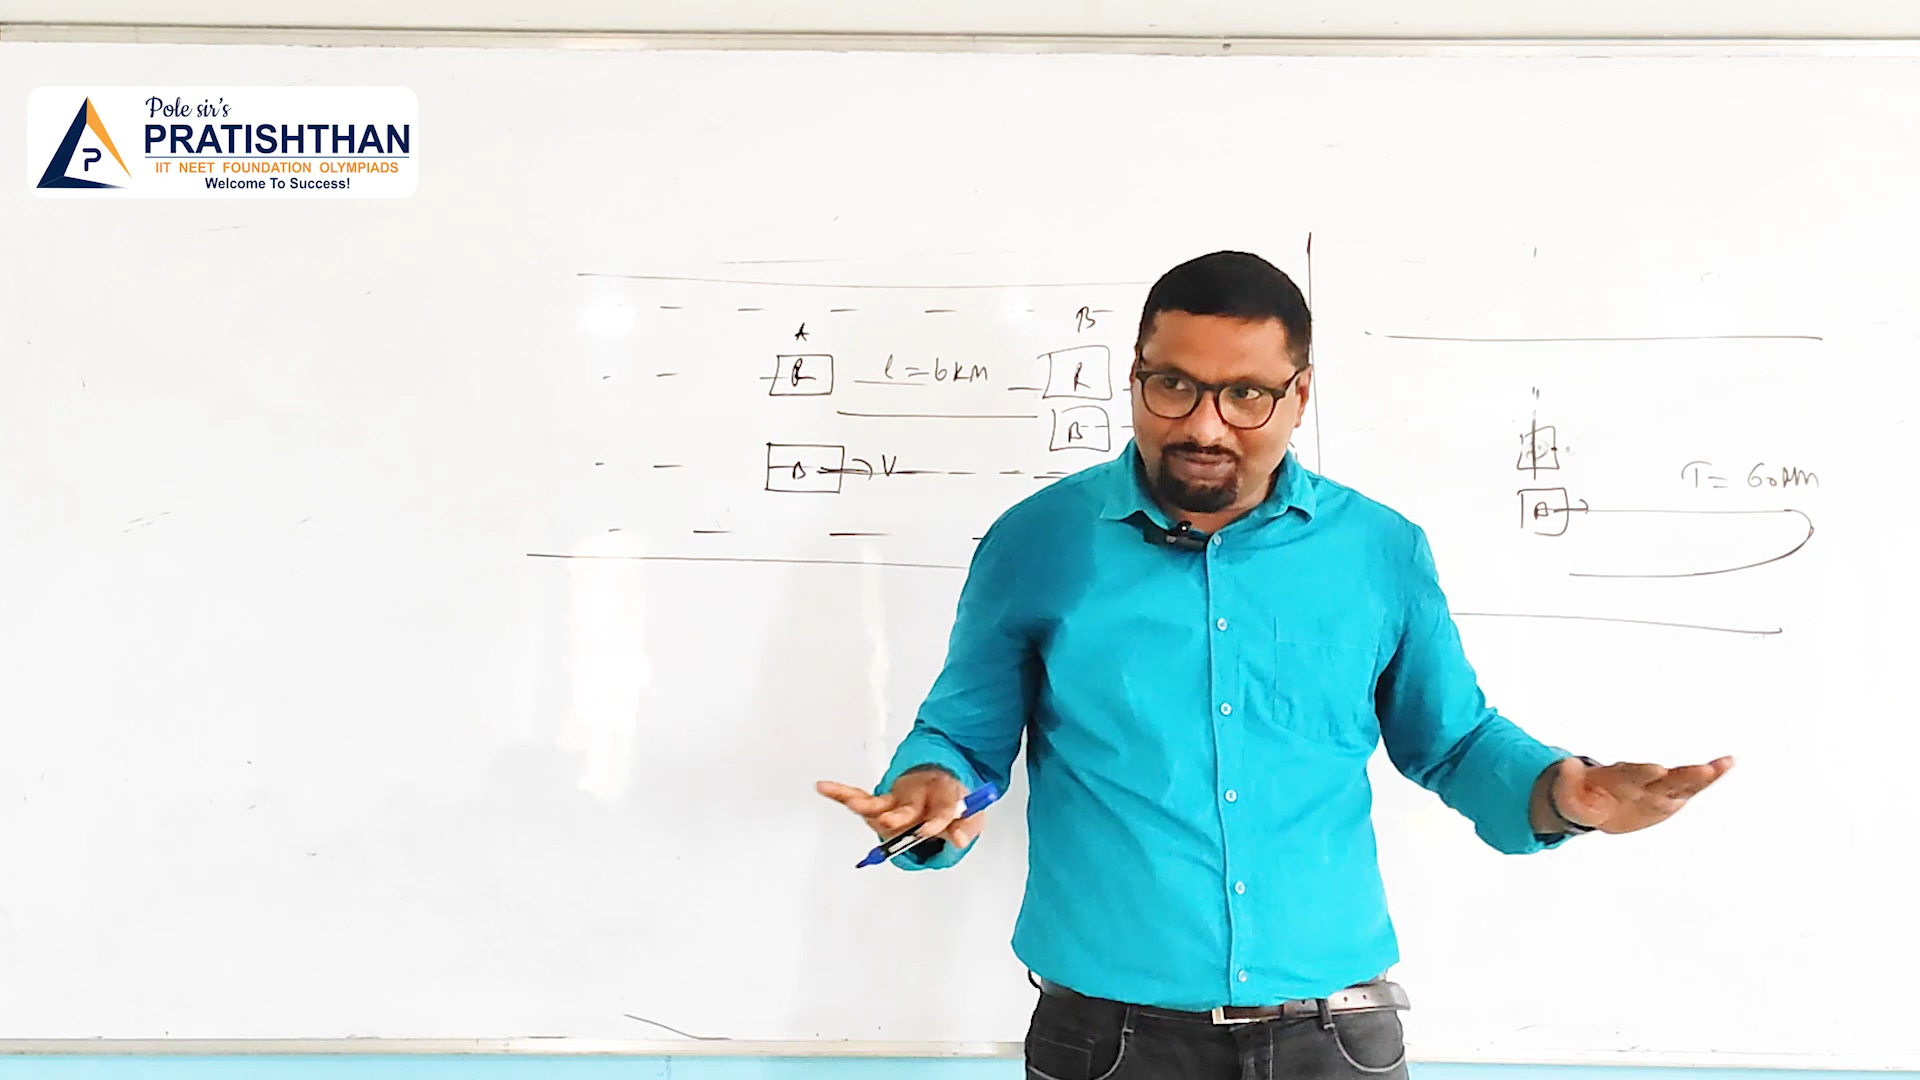 Pole sir's
PRATISHTHAN
IIT NEET FOUNDATION OLYMPIADS
Welcome To Success!
P
A
B
R
l = 6 KM
R
B
B
V
B
T = 60 min